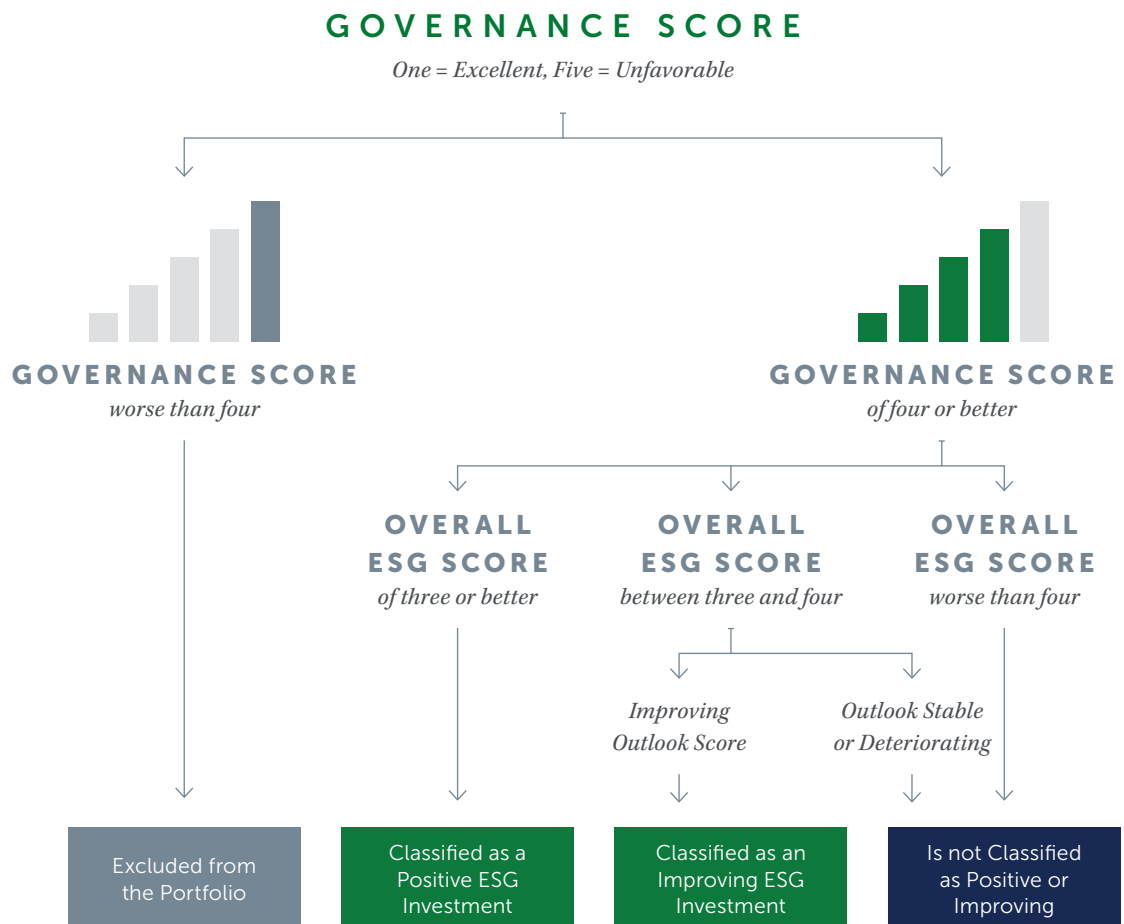 GOVERNANCE SCORE
One = Excellent, Five = Unfavorable
GOVERNANCE SCORE
worse than four
GOVERNANCE SCORE
of four or better
OVERALL
ESG SCORE
of three or better
OVERALL
ESG SCORE
between three and four
OVERALL
ESG SCORE
worse than four
Improving
Outlook Score
Outlook Stable
or Deteriorating
Excluded from
the Portfolio
Classified as a
Positive ESG
Investment
Classified as an
Improving ESG
Investment
Is not Classified
as Positive or
Improving